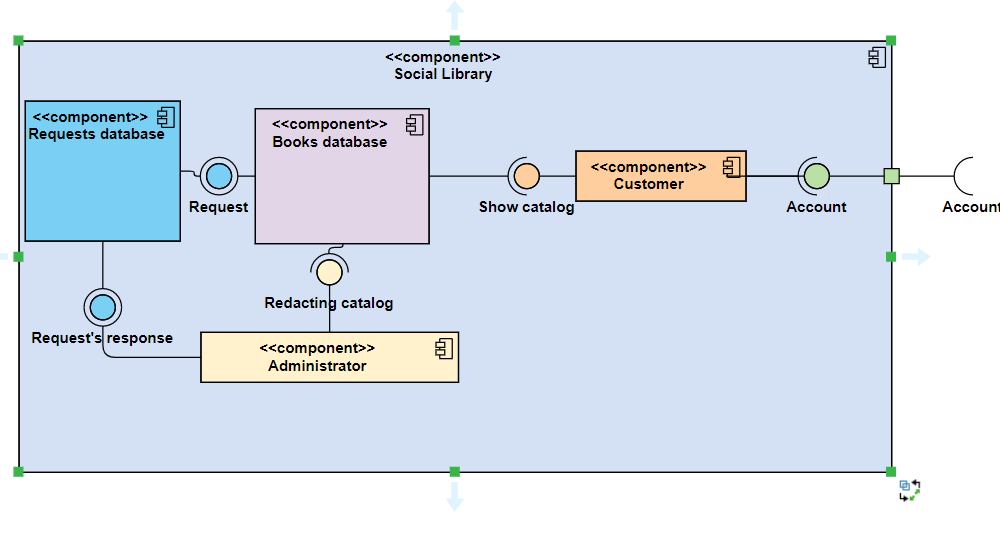 <<component>>
Social Library
<<component>>
Requests database
<<component>>
Books database
<<component>>
Customer
Request
Show catalog
Account
Account
Redacting catalog
Request's response
<<component>>
Administrator